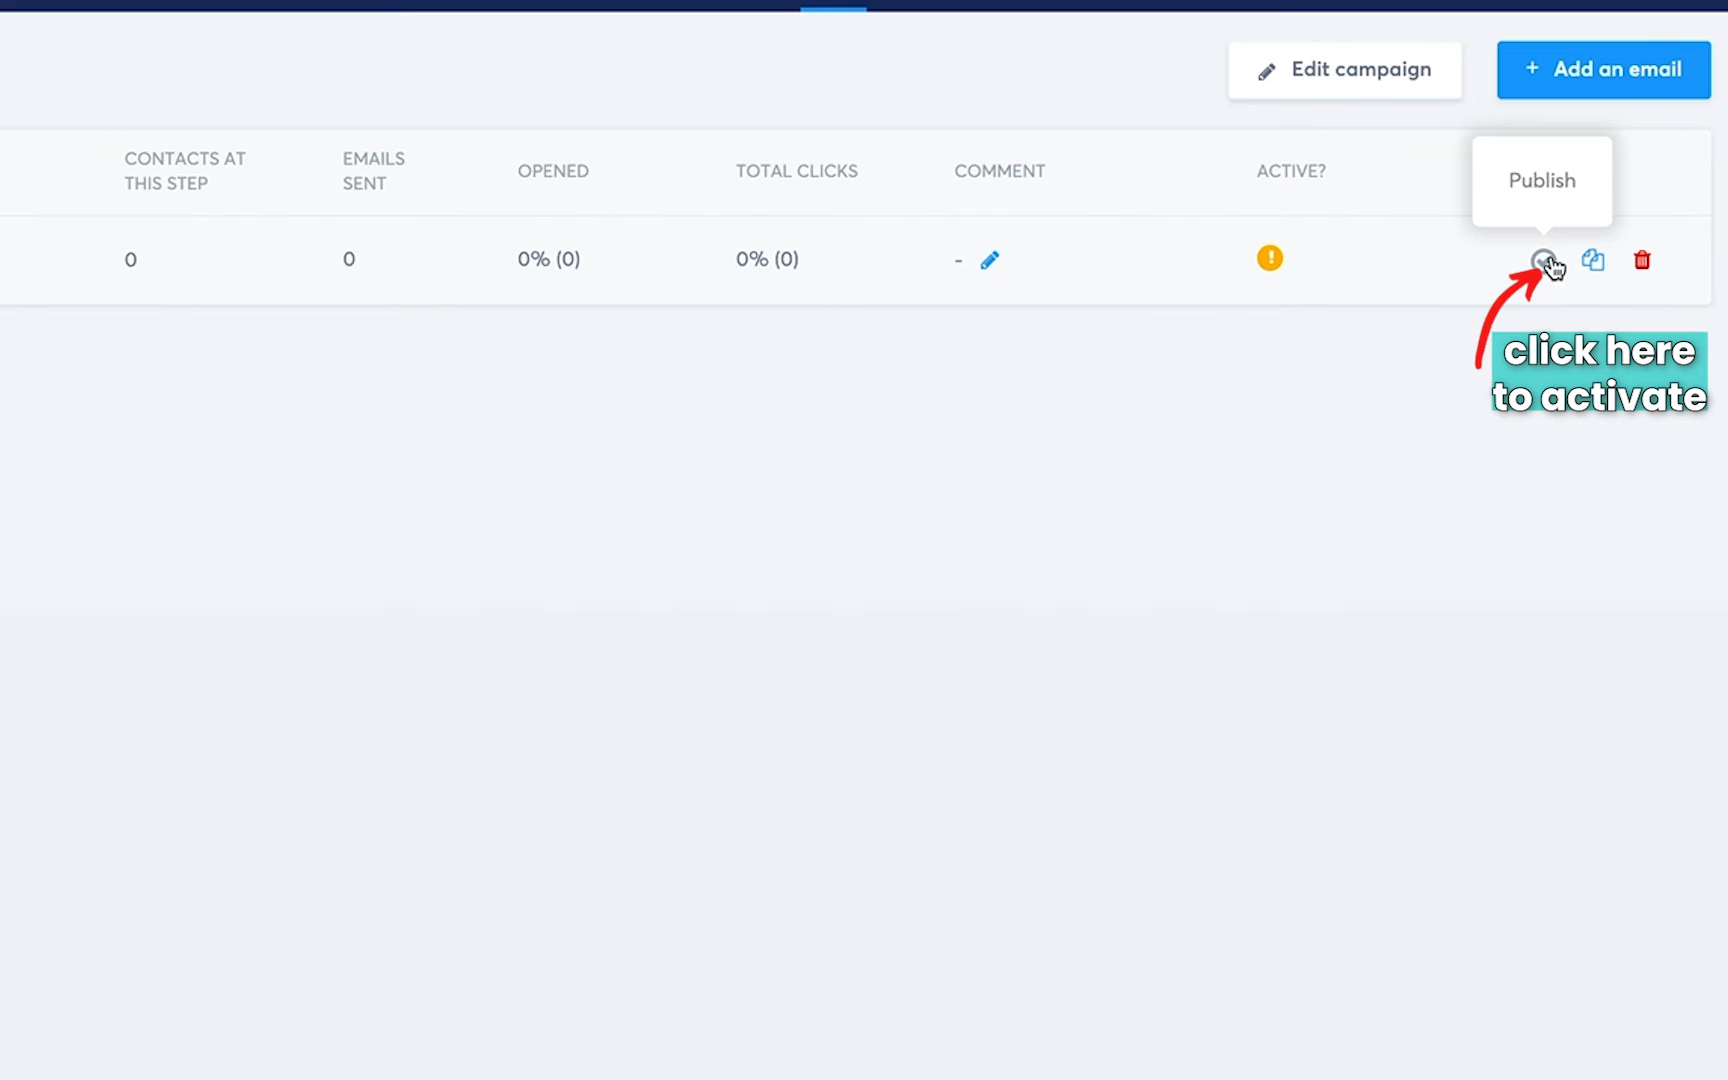 Edit campaign
+ Add an email
CONTACTS AT
THIS STEP
EMAILS
SENT
OPENED
TOTAL CLICKS
COMMENT
ACTIVE?
Publish
0
0
0% (0)
0% (0)
-
click here
to activate